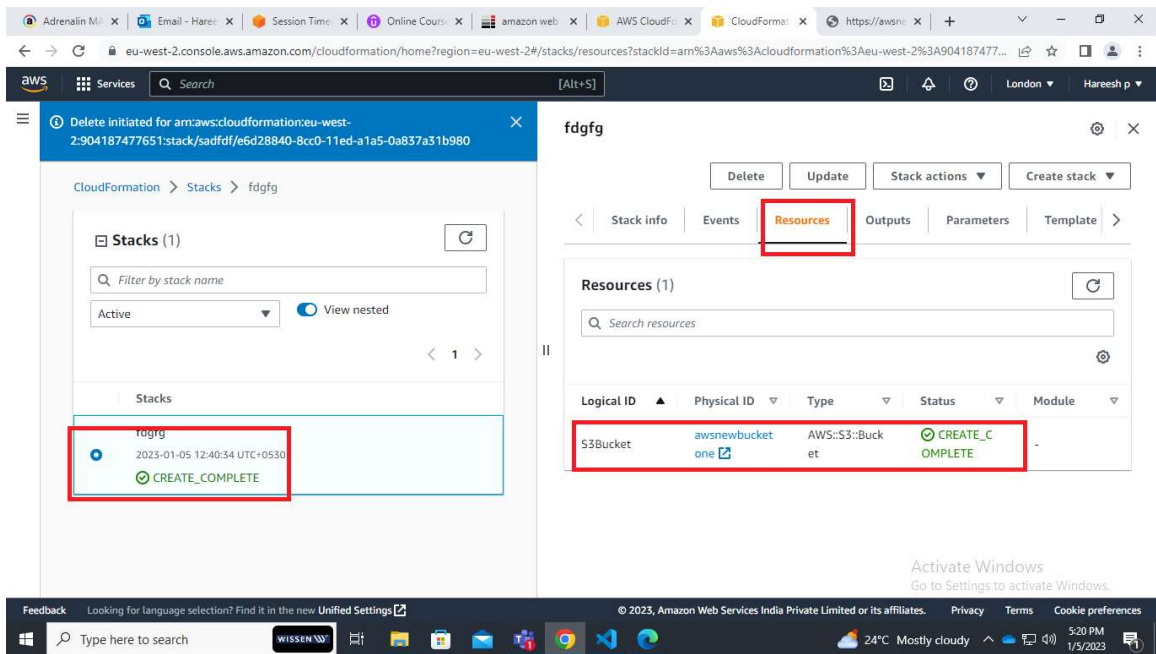 Adrenalin MA
Email - Haree
Session Time
Online Cours
amazon web
AWS CloudFo
CloudFormat
https://awsne
eu-west-2.console.aws.amazon.com/cloudformation/home?region=eu-west-2#/stacks/resources?stackId=arn%3Aaws%3Acloudformation%3Aeu-west-2%3A904187477...
aws
Services
Search
[Alt+S]
London
Hareesh p
Delete initiated for arn:aws:cloudformation:eu-west-
2:904187477651:stack/sadfdf/e6d28840-8cc0-11ed-a1a5-0a837a31b980
CloudFormation > Stacks > fdgfg
Stacks (1)
Filter by stack name
Active
View nested
1
Stacks
fdgfg
2023-01-05 12:40:34 UTC+0530
CREATE_COMPLETE
fdgfg
Delete
Update
Stack actions
Create stack
Stack info
Events
Resources
Outputs
Parameters
Template
Resources (1)
Search resources
Logical ID
Physical ID
Type
Status
Module
S3Bucket
awsnewbucket
one
AWS::S3::Buck
et
CREATE_C
OMPLETE
-
Activate Windows
Go to Settings to activate Windows.
Feedback
Looking for language selection? Find it in the new Unified Settings
© 2023, Amazon Web Services India Private Limited or its affiliates.
Privacy
Terms
Cookie preferences
Type here to search
WISSEN
24°C Mostly cloudy
5:20 PM
1/5/2023